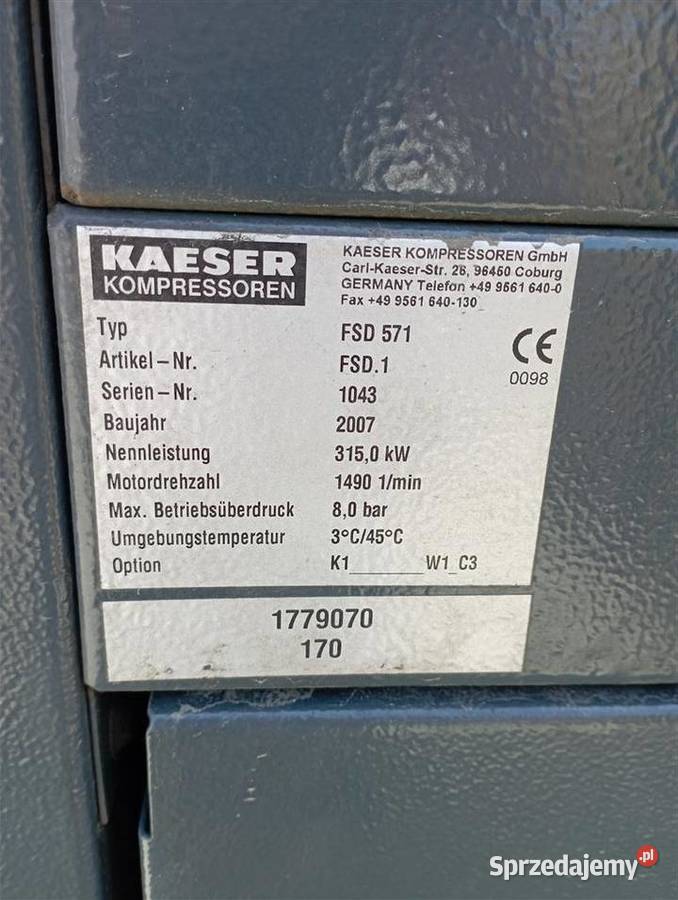 KAESER
KOMPRESSOREN
KAESER KOMPRESSOREN GmbH
Carl-Kaeser-Str. 26, 96450 Coburg
GERMANY Telefon +49 9561 640-0
Fax +49 9561 640-130
Typ FSD 571
Artikel-Nr. FSD.1
Serien-Nr. 1043
Baujahr 2007
Nennleistung 315,0 kW
Motordrehzahl 1490 1/min
Max. Betriebsüberdruck 8,0 bar
Umgebungstemperatur 3°C/45°C
Option K1_______W1_C3
CE
0098
1779070
170
Sprzedajemy.pl